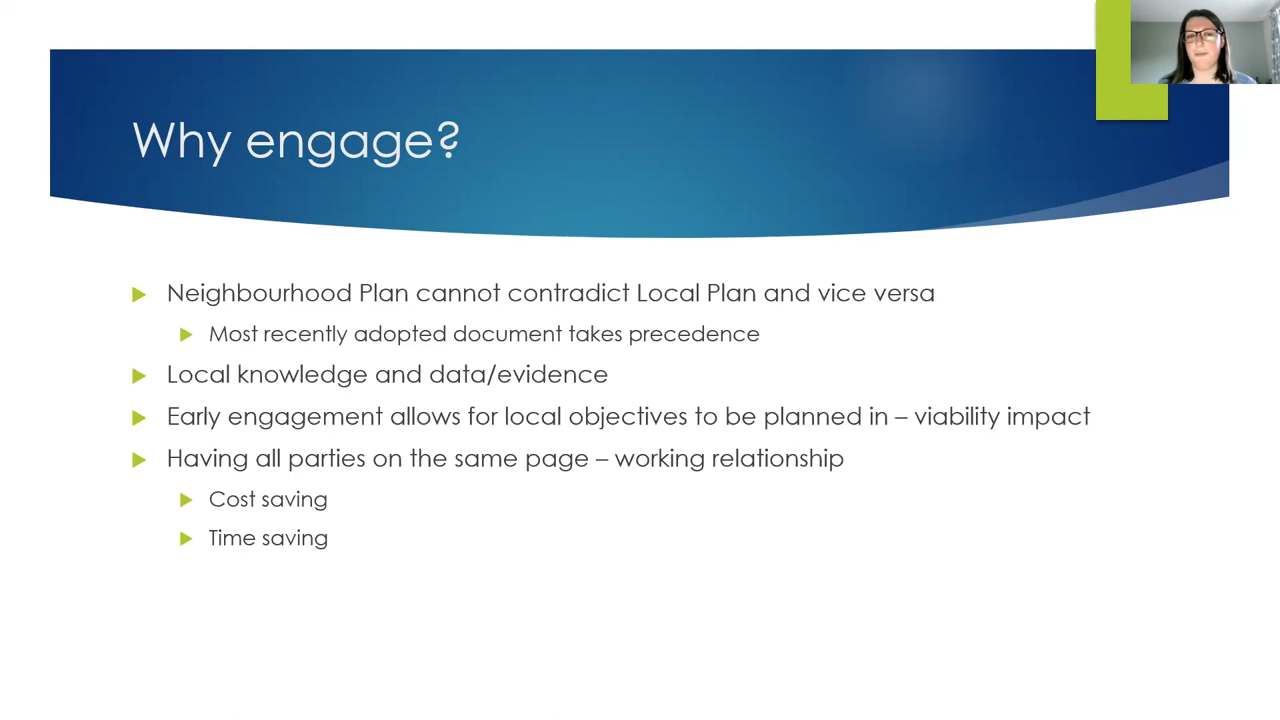 Why engage?
Neighbourhood Plan cannot contradict Local Plan and vice versa
Most recently adopted document takes precedence
Local knowledge and data/evidence
Early engagement allows for local objectives to be planned in – viability impact
Having all parties on the same page – working relationship
Cost saving
Time saving